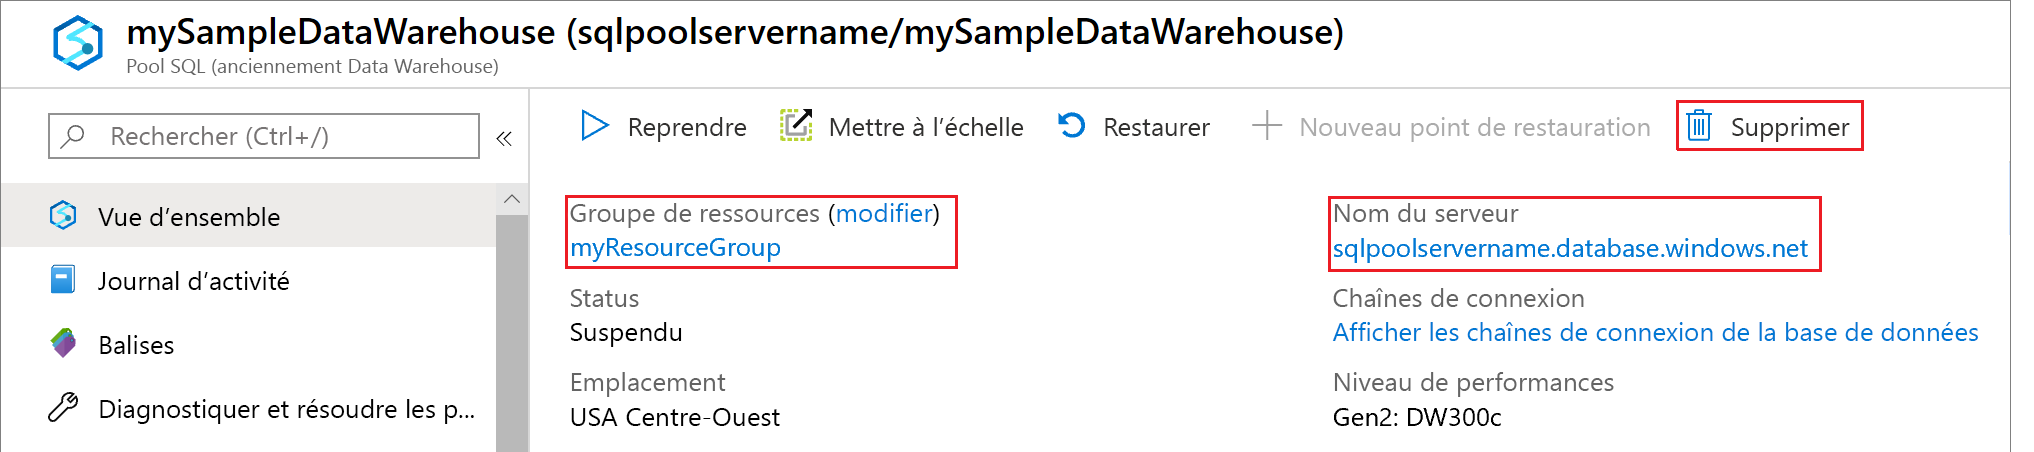 mySampleDataWarehouse (sqlpoolservername/mySampleDataWarehouse)
Pool SQL (anciennement Data Warehouse)
Rechercher (Ctrl+/)
«
Vue d’ensemble
Journal d’activité
Balises
Diagnostiquer et résoudre les p...
Reprendre
Mettre à l’échelle
Restaurer
Nouveau point de restauration
Supprimer
Groupe de ressources (modifier)
myResourceGroup
Status
Suspendu
Emplacement
USA Centre-Ouest
Nom du serveur
sqlpoolservername.database.windows.net
Chaînes de connexion
Afficher les chaînes de connexion de la base de données
Niveau de performances
Gen2: DW300c